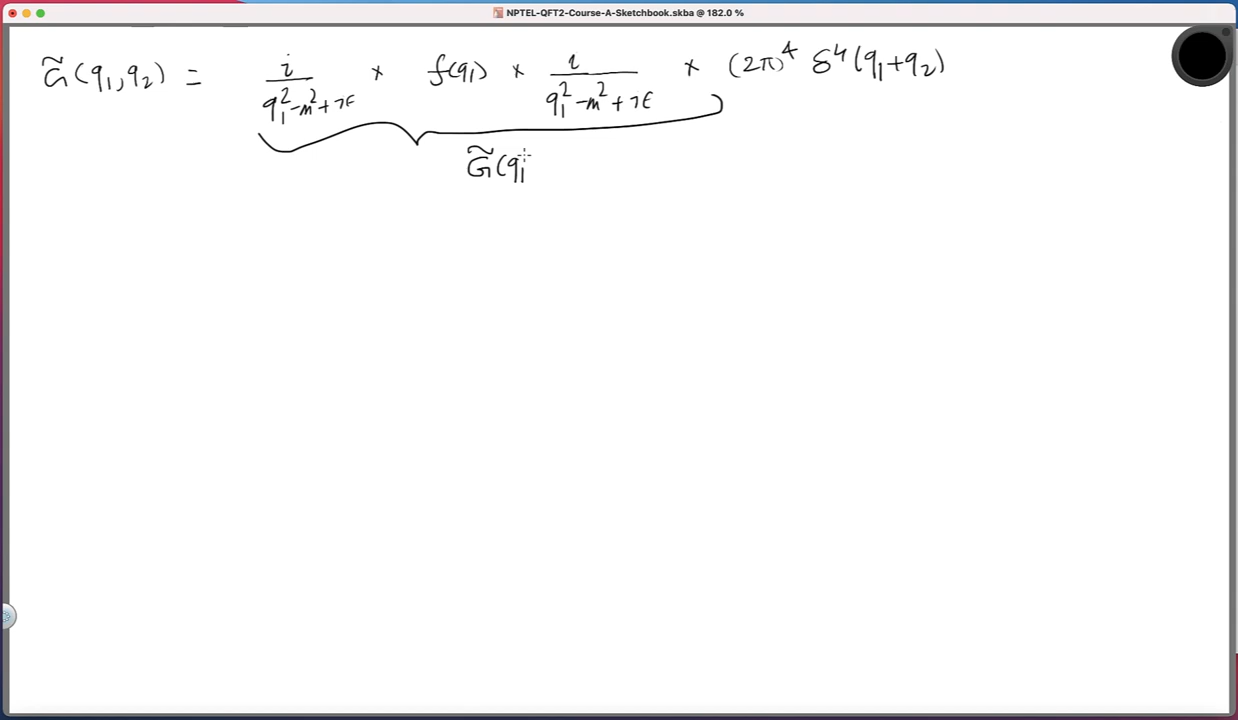 NPTEL-QFT2-Course-A-Sketchbook.skba @ 182.0 %
G̃(q₁,q₂) = i/(q₁²-m²+iϵ) × f(q₁) × i/(q₁²-m²+iϵ) × (2π)⁴ δ⁴(q₁+q₂)
G̃(q₁